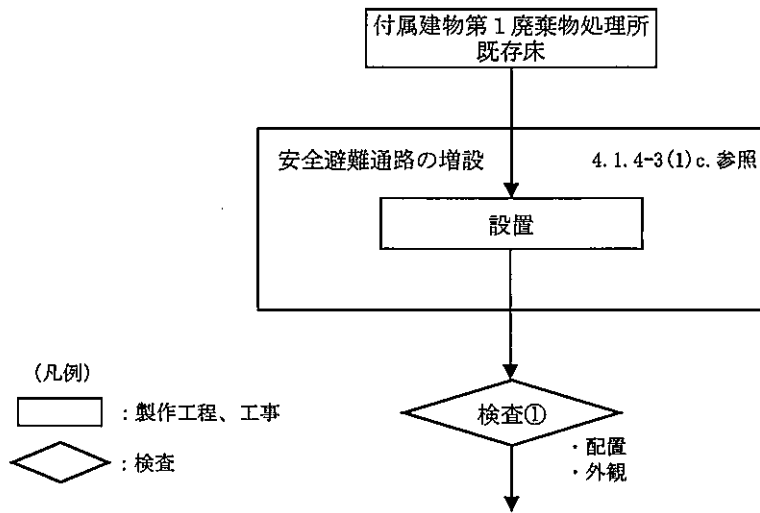 付属建物第1廃棄物処理所
既存床
安全避難通路の増設
4.1.4-3(1)c.参照
設置
検査①
・配置
・外観
(凡例)
：製作工程、工事
：検査